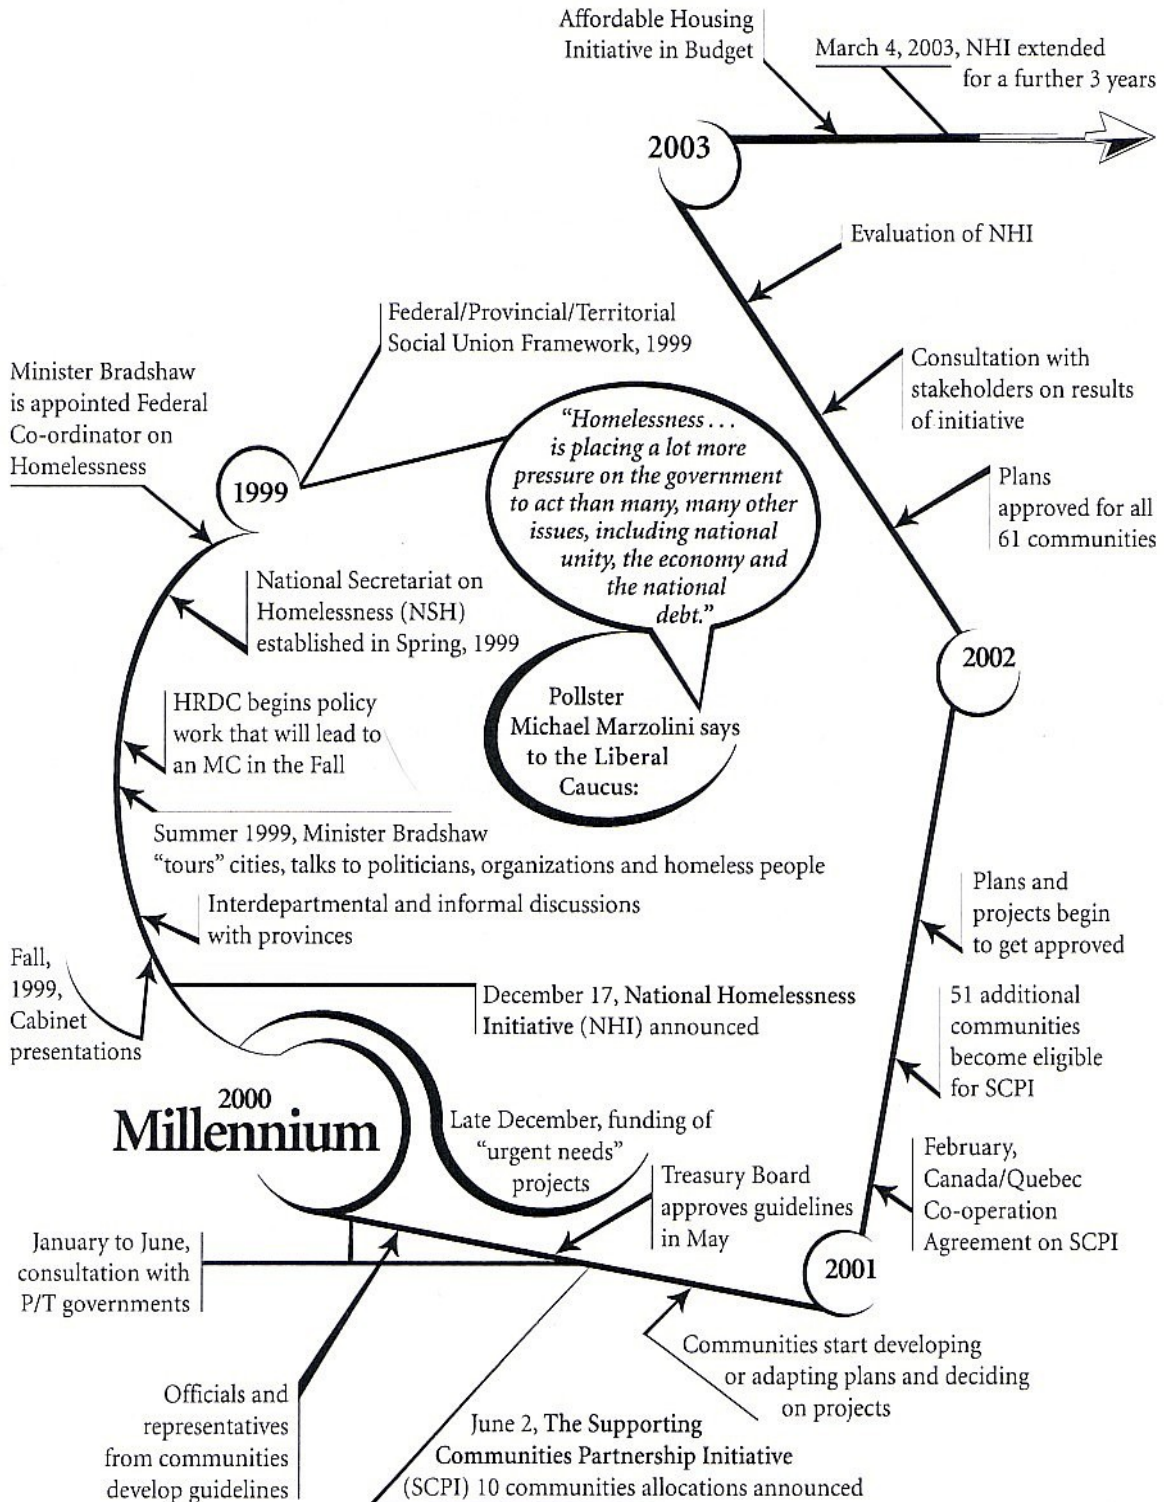 Affordable Housing
Initiative in Budget
March 4, 2003, NHI extended
for a further 3 years
2003
Evaluation of NHI
Consultation with
stakeholders on results
of initiative
Plans
approved for all
61 communities
2002
Federal/Provincial/Territorial
Social Union Framework, 1999
Minister Bradshaw
is appointed Federal
Co-ordinator on
Homelessness
1999
“Homelessness . . .
is placing a lot more
pressure on the government
to act than many, many other
issues, including national
unity, the economy and
the national
debt.”
Pollster
Michael Marzolini says
to the Liberal
Caucus:
National Secretariat on
Homelessness (NSH)
established in Spring, 1999
HRDC begins policy
work that will lead to
an MC in the Fall
Summer 1999, Minister Bradshaw
“tours” cities, talks to politicians, organizations and homeless people
Interdepartmental and informal discussions
with provinces
Fall,
1999,
Cabinet
presentations
December 17, National Homelessness
Initiative (NHI) announced
2000
Millennium
Late December, funding of
“urgent needs”
projects
Treasury Board
approves guidelines
in May
Plans and
projects begin
to get approved
51 additional
communities
become eligible
for SCPI
February,
Canada/Quebec
Co-operation
Agreement on SCPI
2001
January to June,
consultation with
P/T governments
Communities start developing
or adapting plans and deciding
on projects
Officials and
representatives
from communities
develop guidelines
June 2, The Supporting
Communities Partnership Initiative
(SCPI) 10 communities allocations announced